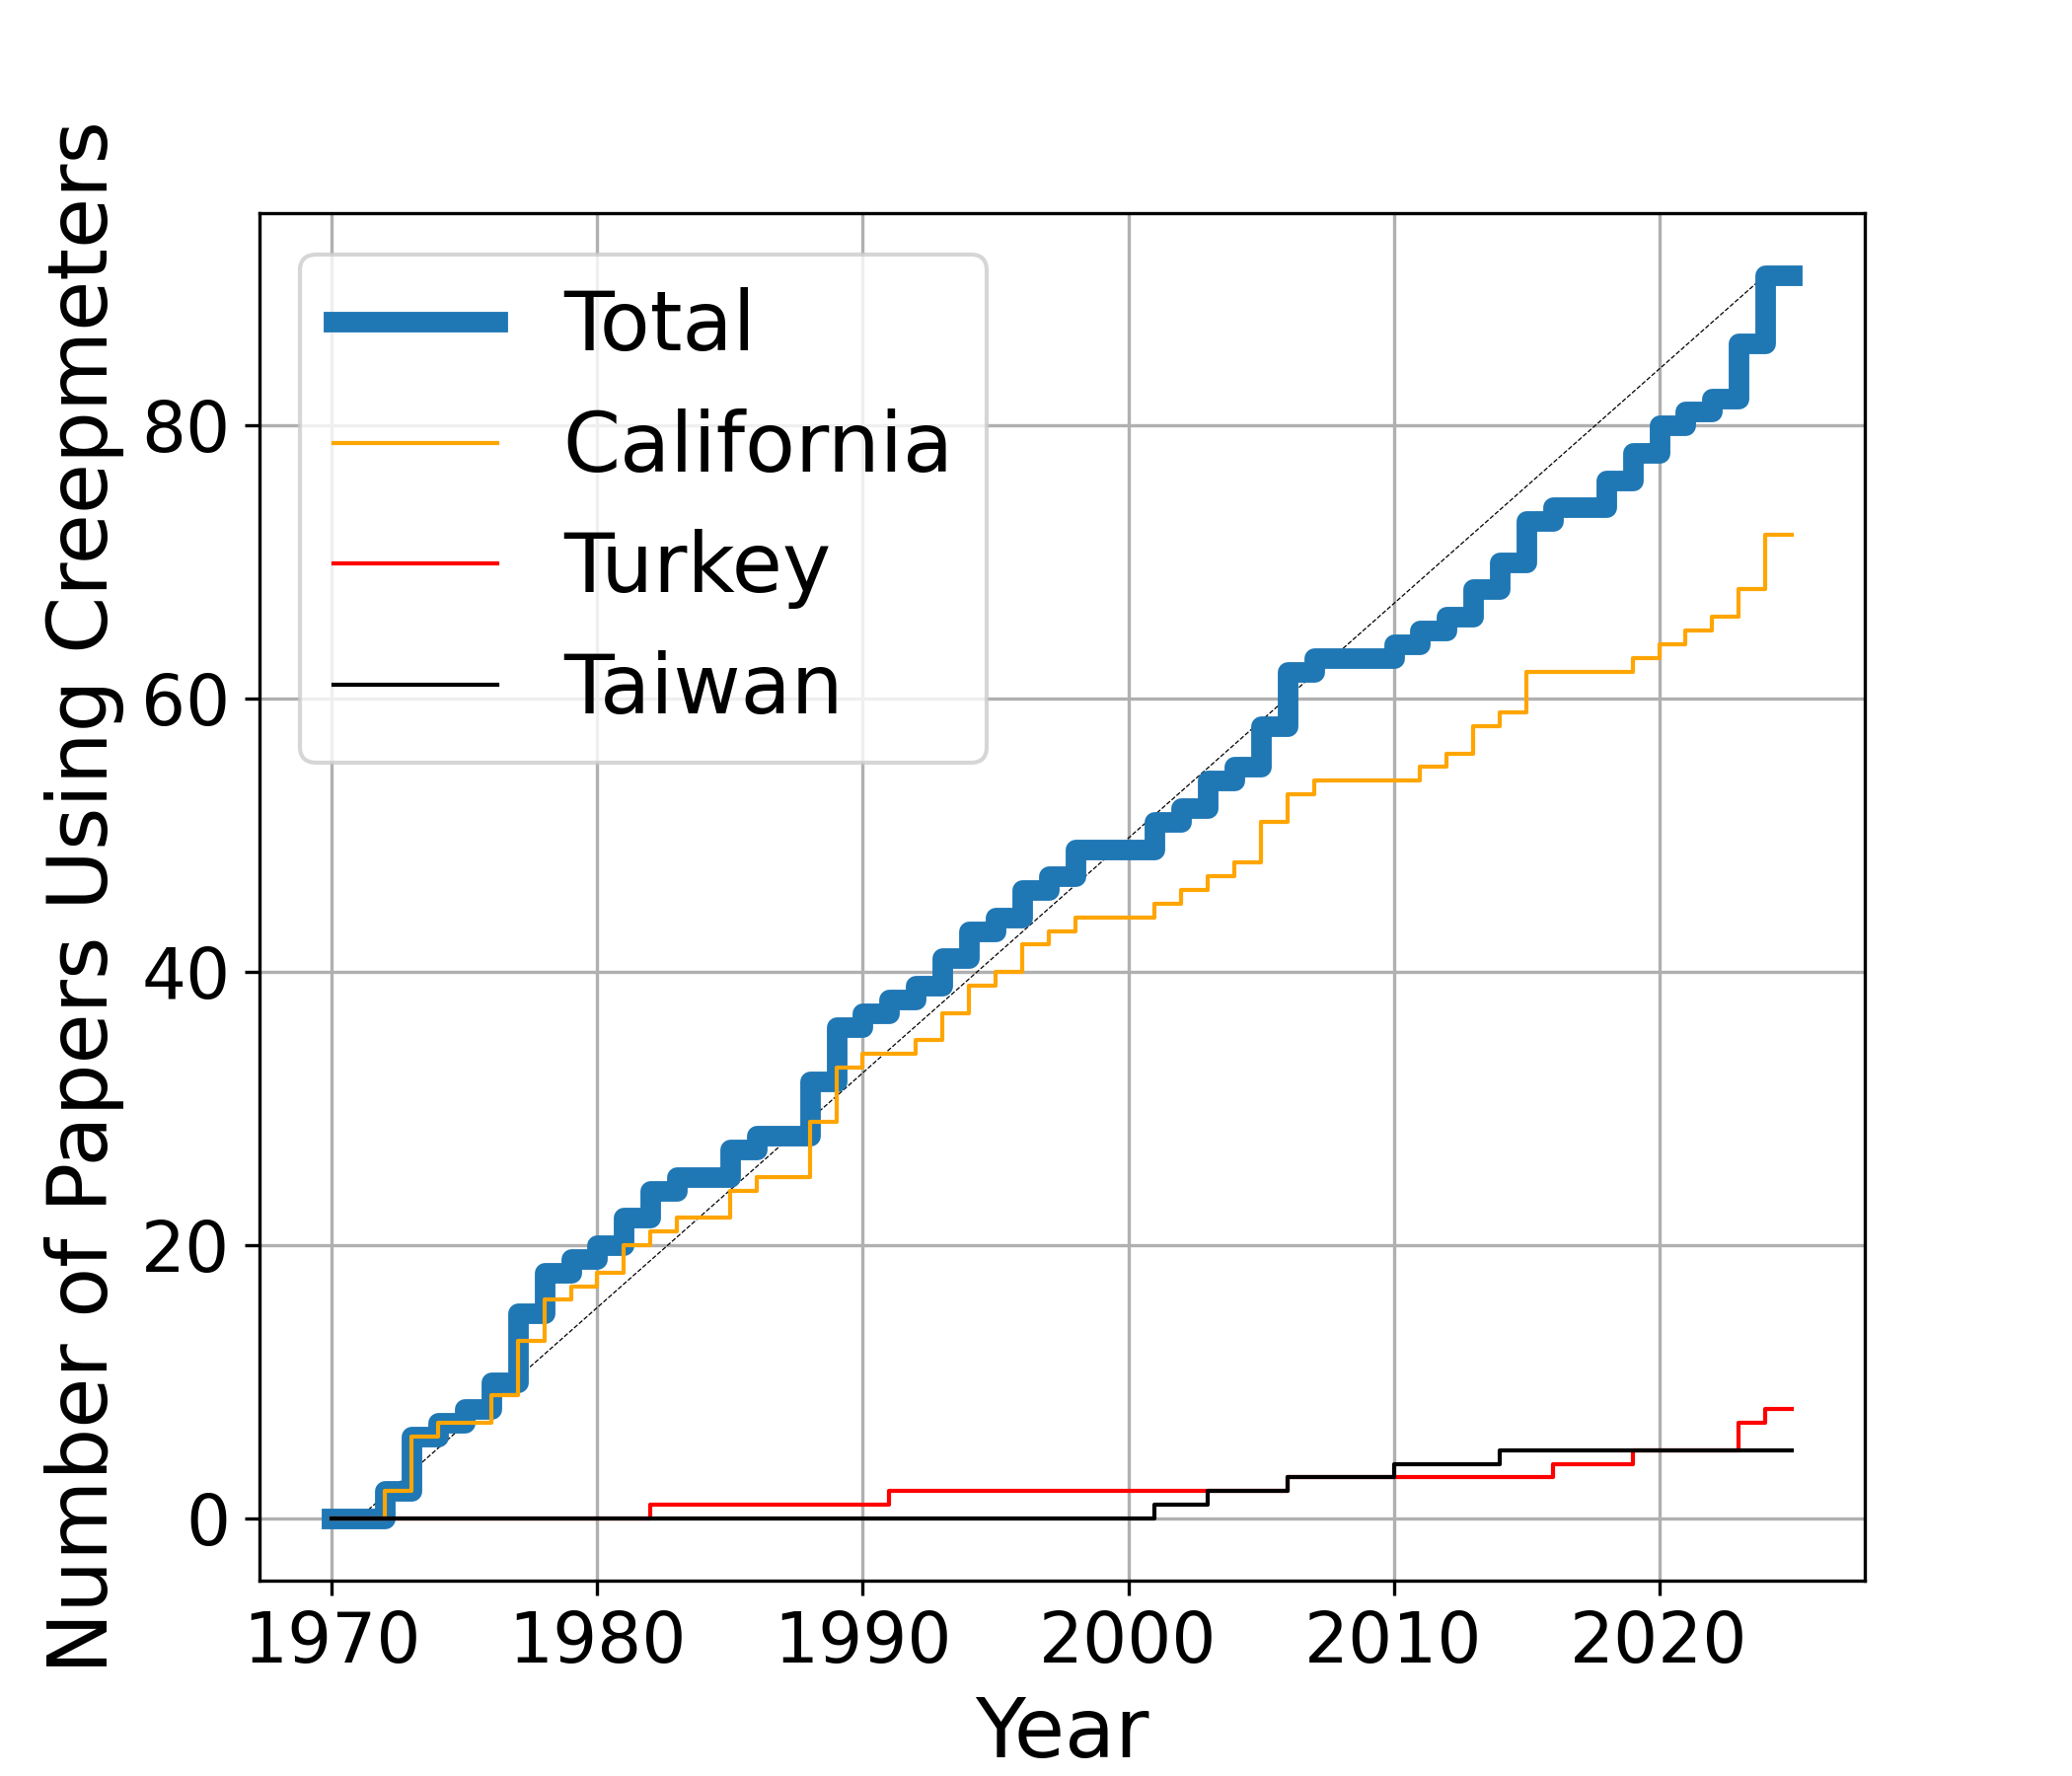 Number of Papers Using Creepmeters
80
60
40
20
0
Total
California
Turkey
Taiwan
1970 1980 1990 2000 2010 2020
Year